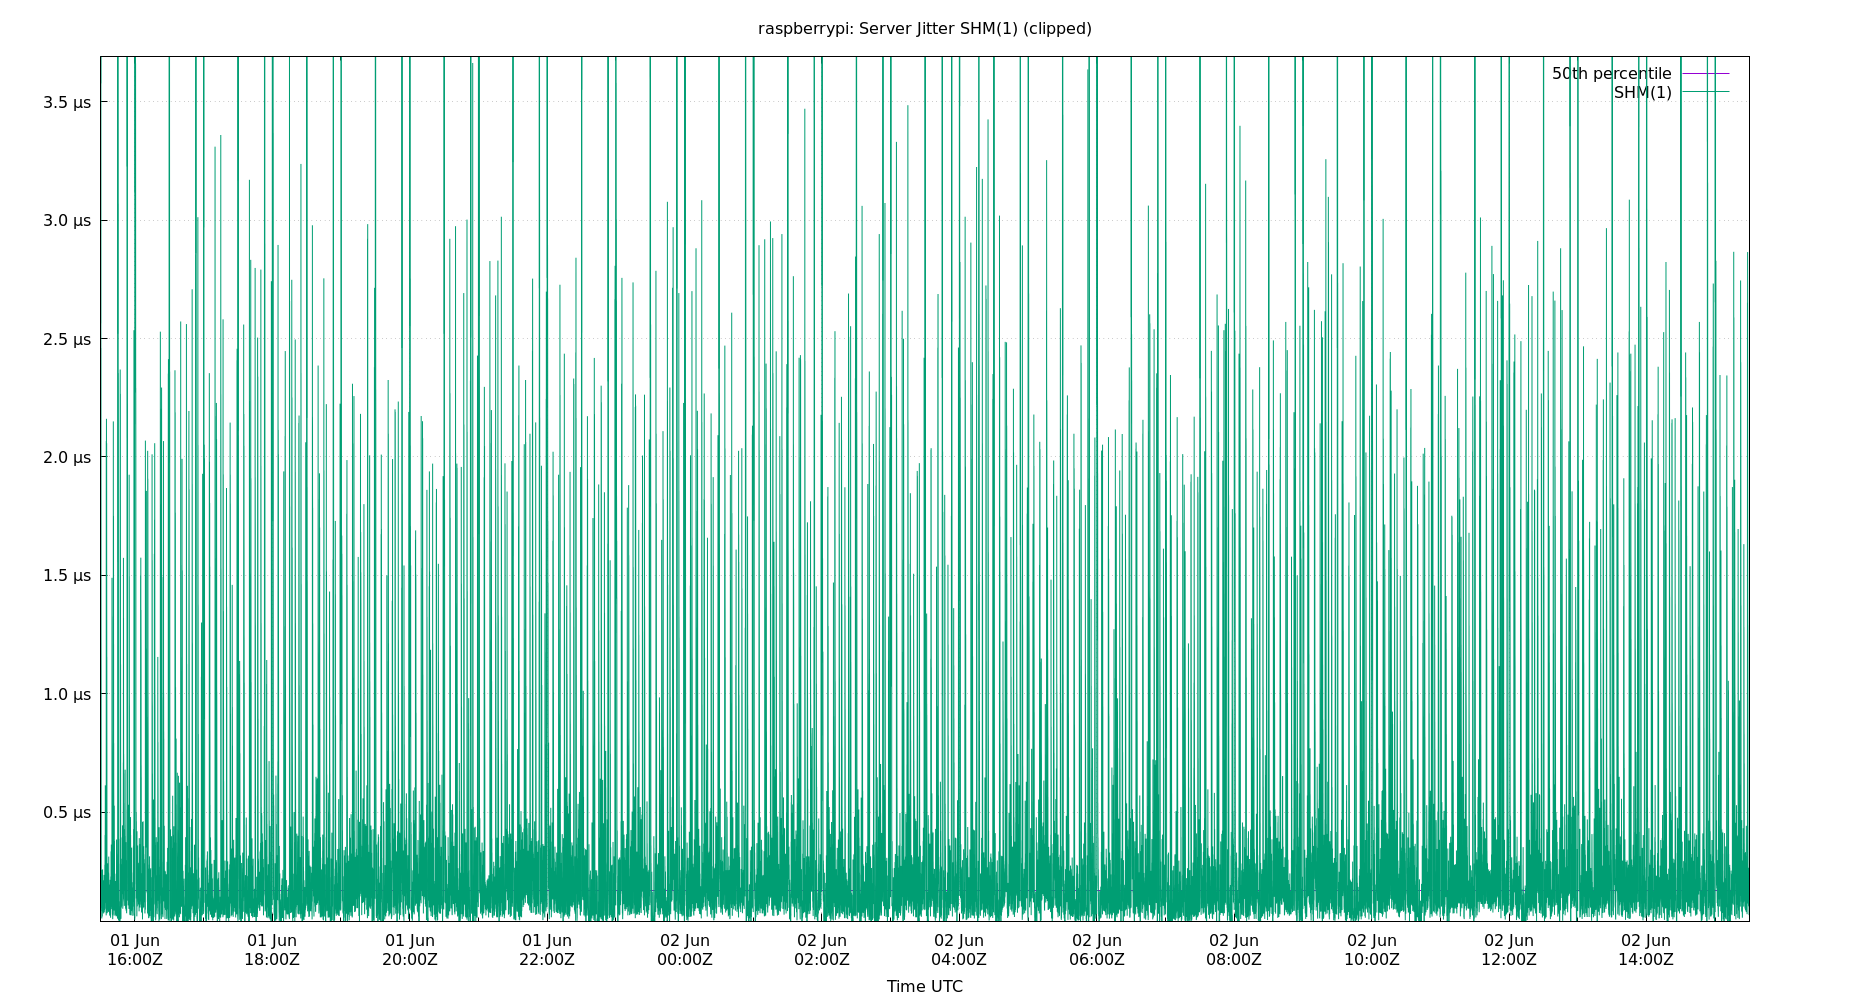 raspberrypi: Server Jitter SHM(1) (clipped)
50th percentile
SHM(1)
3.5 µs
3.0 µs
2.5 µs
2.0 µs
1.5 µs
1.0 µs
0.5 µs
01 Jun 01 Jun 01 Jun 01 Jun 02 Jun 02 Jun 02 Jun 02 Jun 02 Jun 02 Jun 02 Jun 02 Jun
16:00Z 18:00Z 20:00Z 22:00Z 00:00Z 02:00Z 04:00Z 06:00Z 08:00Z 10:00Z 12:00Z 14:00Z
Time UTC